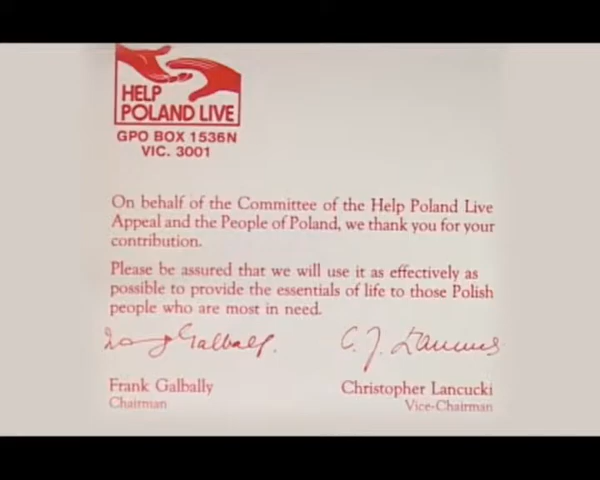 HELP
POLAND LIVE
GPO BOX 1536N
VIC. 3001
On behalf of the Committee of the Help Poland Live
Appeal and the People of Poland, we thank you for your
contribution.
Please be assured that we will use it as effectively as
possible to provide the essentials of life to those Polish
people who are most in need.
Frank Galbally
C. J. Lancucki
Frank Galbally Christopher Lancucki
Chairman Vice-Chairman